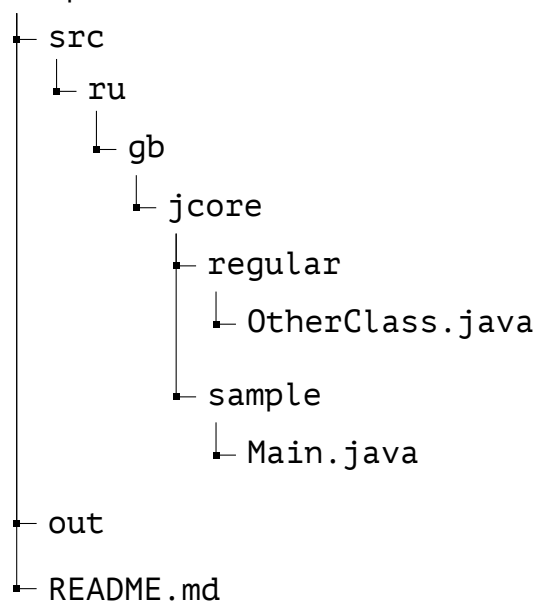 src
ru
gb
jcore
regular
OtherClass.java
sample
Main.java
out
README.md